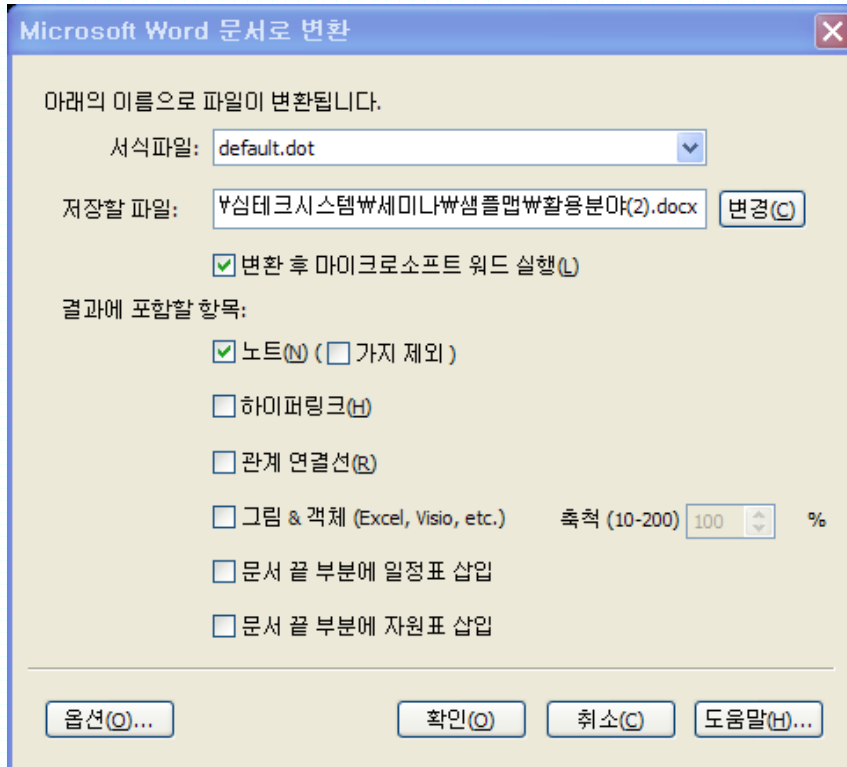 Microsoft Word 문서로 변환
아래의 이름으로 파일이 변환됩니다.
서식파일: default.dot
저장할 파일: ₩심테크시스템₩세미나₩샘플맵₩활용분야(2).docx 변경(C)
변환 후 마이크로소프트 워드 실행(L)
결과에 포함할 항목:
노트(N) ( 가지 제외 )
하이퍼링크(H)
관계 연결선(R)
그림 & 객체 (Excel, Visio, etc.) 축척 (10-200) 100 %
문서 끝 부분에 일정표 삽입
문서 끝 부분에 자원표 삽입
옵션(O)... 확인(O) 취소(C) 도움말(H)...